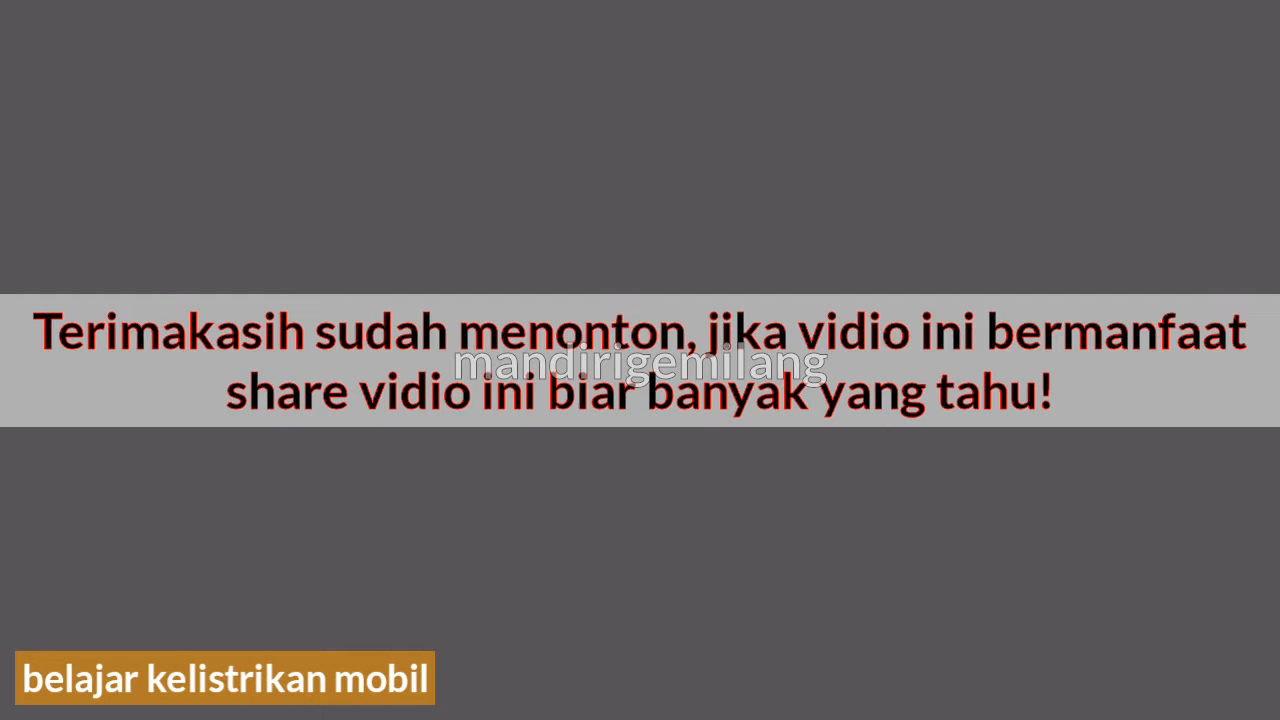 Terimakasih sudah menonton, jika vidio ini bermanfaat
mandirigemilang
share vidio ini biar banyak yang tahu!
belajar kelistrikan mobil